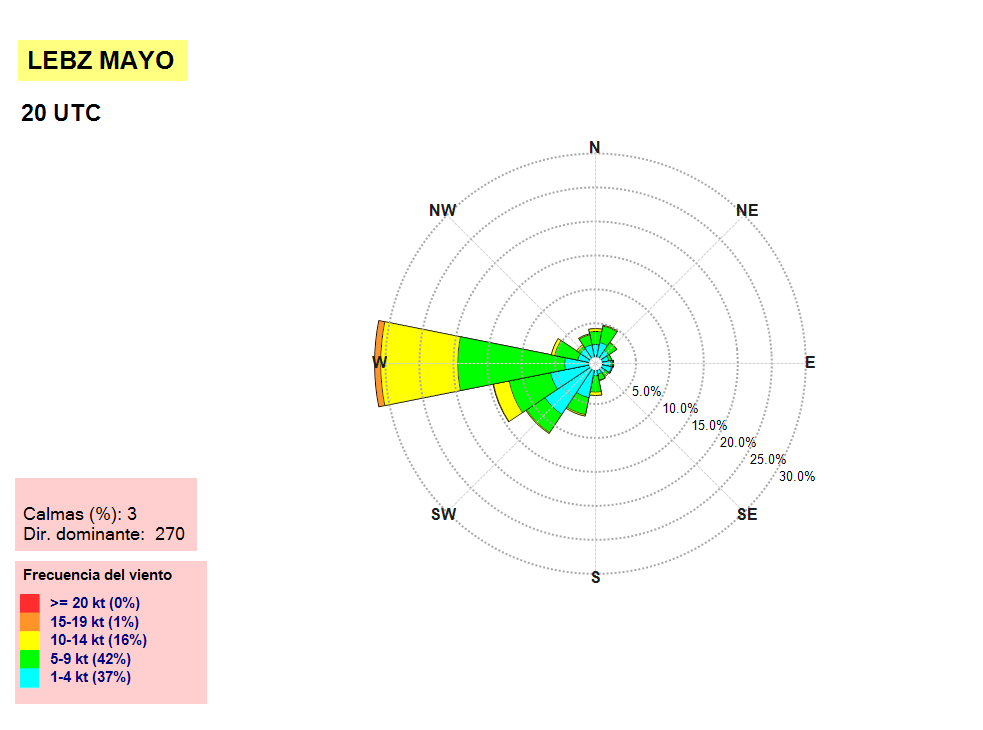 LEBZ MAYO
20 UTC
N
NW
NE
W
E
5.0%
10.0%
15.0%
20.0%
25.0%
30.0%
SW
SE
S
Calmas (%): 3
Dir. dominante: 270
Frecuencia del viento
>= 20 kt (0%)
15-19 kt (1%)
10-14 kt (16%)
5-9 kt (42%)
1-4 kt (37%)